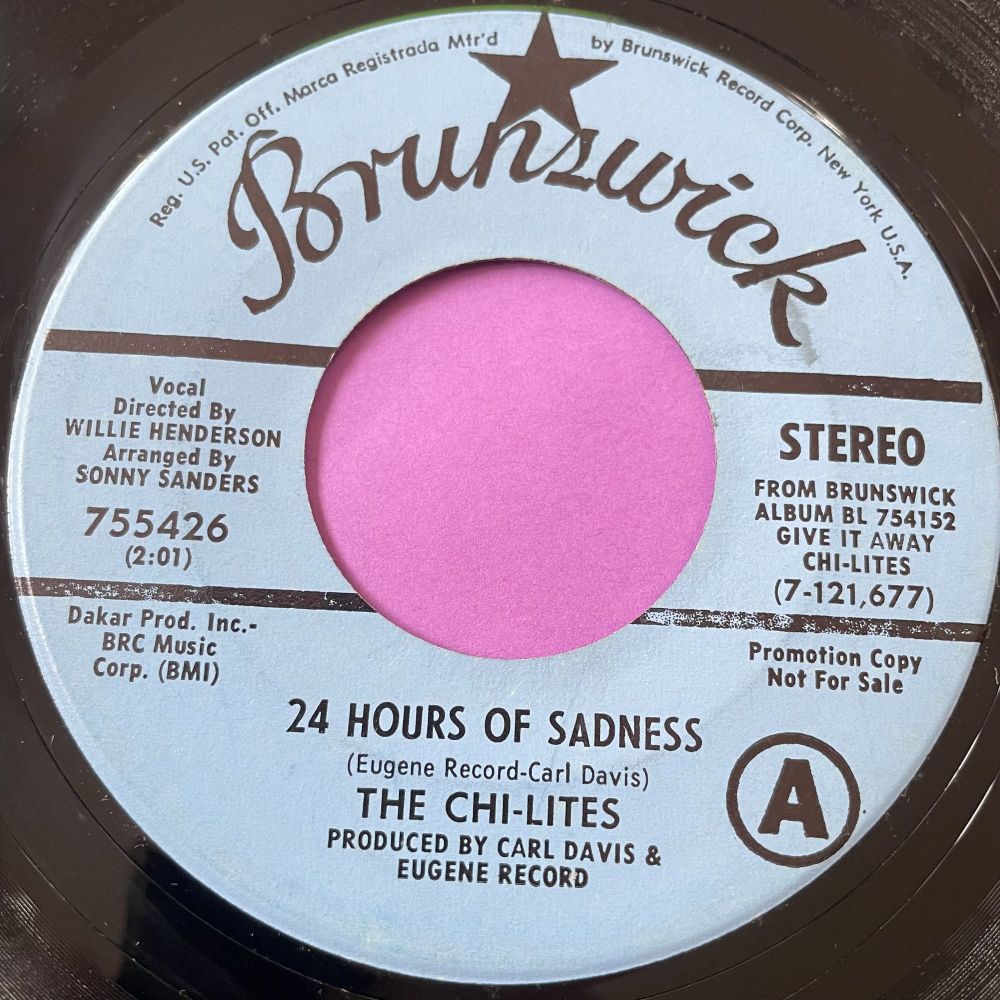 Reg. U.S. Pat. Off. Marca Registrada Mfr'd by Brunswick Record Corp. New York U.S.A.
Brunswick
Vocal
Directed By
WILLIE HENDERSON
Arranged By
SONNY SANDERS
755426
(2:01)
STEREO
FROM BRUNSWICK
ALBUM BL 754152
GIVE IT AWAY
CHI-LITES
(7-121,677)
Dakar Prod. Inc.-
BRC Music
Corp. (BMI)
Promotion Copy
Not For Sale
24 HOURS OF SADNESS
(Eugene Record-Carl Davis)
THE CHI-LITES
PRODUCED BY CARL DAVIS &
EUGENE RECORD
A